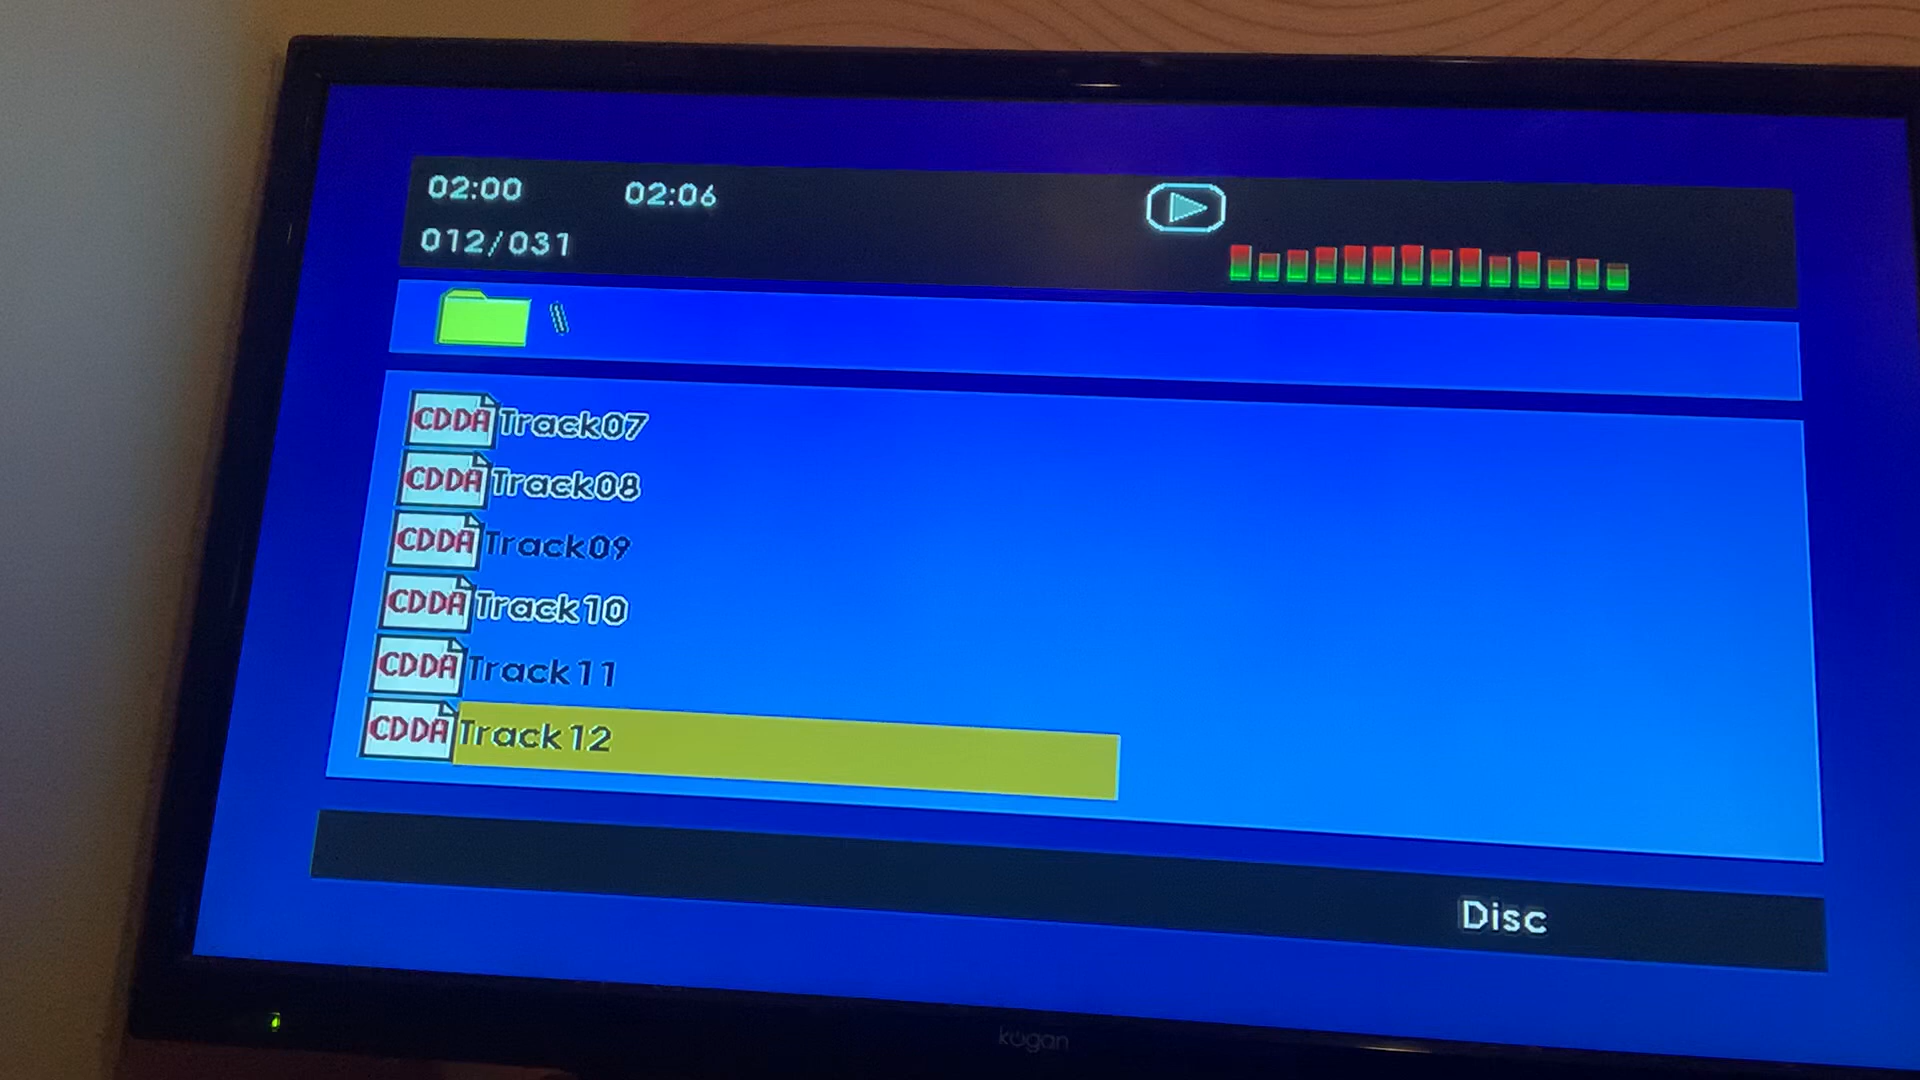 02:00 02:06
012/031
\
CDDA Track07
CDDA Track08
CDDA Track09
CDDA Track10
CDDA Track11
CDDA Track12
Disc
kogan